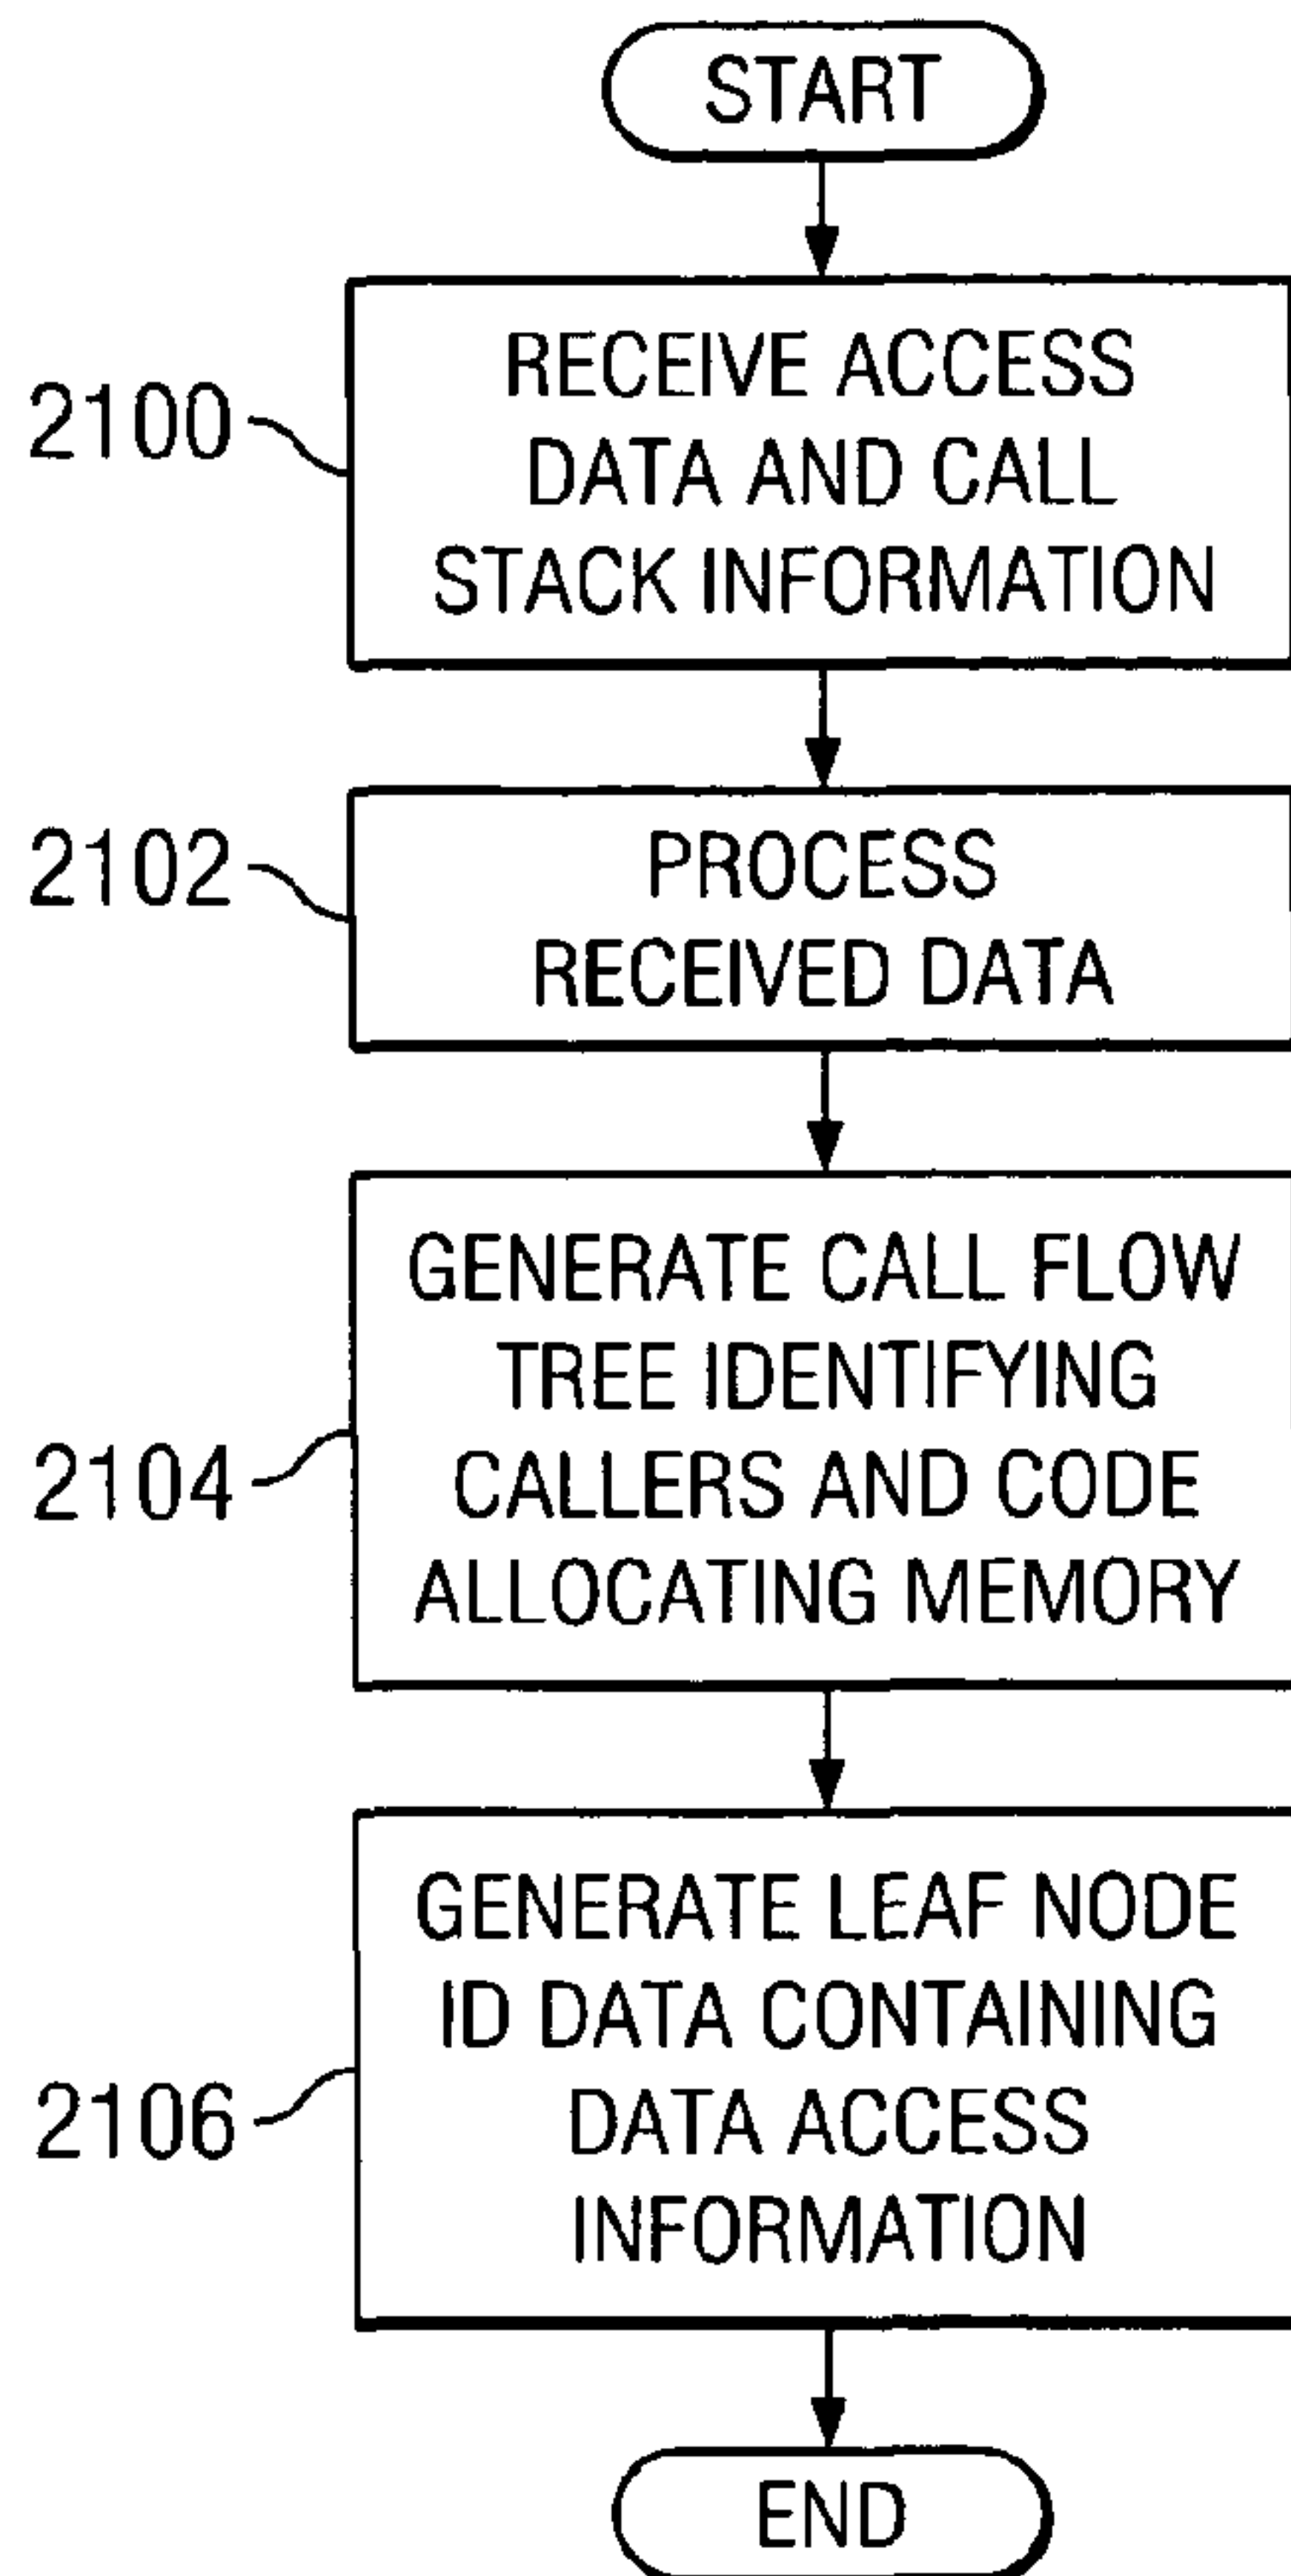 START
2100
RECEIVE ACCESS
DATA AND CALL
STACK INFORMATION
2102
PROCESS
RECEIVED DATA
2104
GENERATE CALL FLOW
TREE IDENTIFYING
CALLERS AND CODE
ALLOCATING MEMORY
2106
GENERATE LEAF NODE
ID DATA CONTAINING
DATA ACCESS
INFORMATION
END